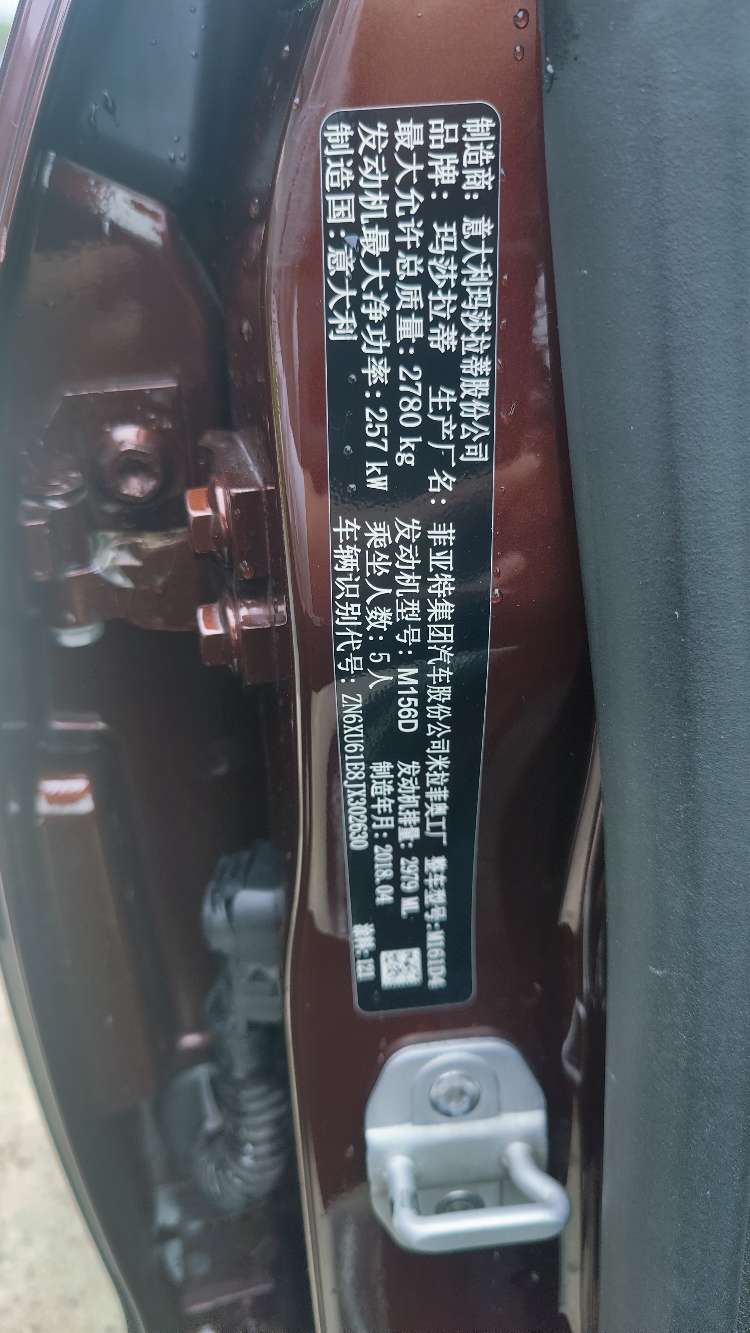 制造商: 意大利玛莎拉蒂股份公司
品牌: 玛莎拉蒂 生产厂名: 菲亚特集团汽车股份公司米拉菲奥工厂 整车型号:M161D4
最大允许总质量: 2780 kg 发动机型号: M156D 发动机排量: 2979 ML
发动机最大净功率: 257 kW 乘坐人数: 5人 制造年月: 2018.04
制造国: 意大利 车辆识别代号: ZN6XU61E8JX302630 涂料: 121